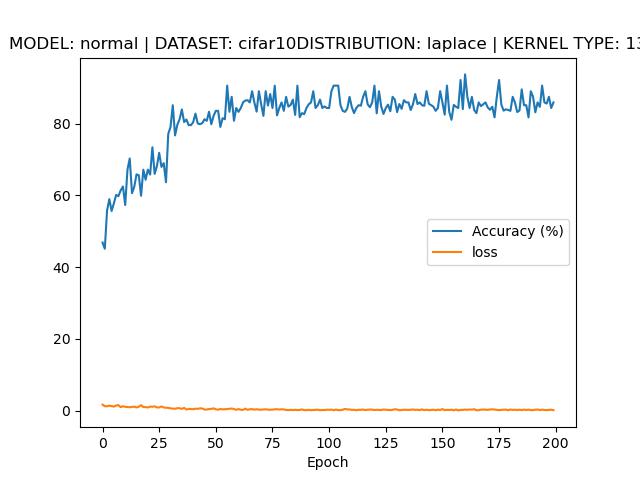 MODEL: normal | DATASET: cifar10DISTRIBUTION: laplace | KERNEL TYPE: 13
80
60
40
20
0
Accuracy (%)
loss
0 25 50 75 100 125 150 175 200
Epoch